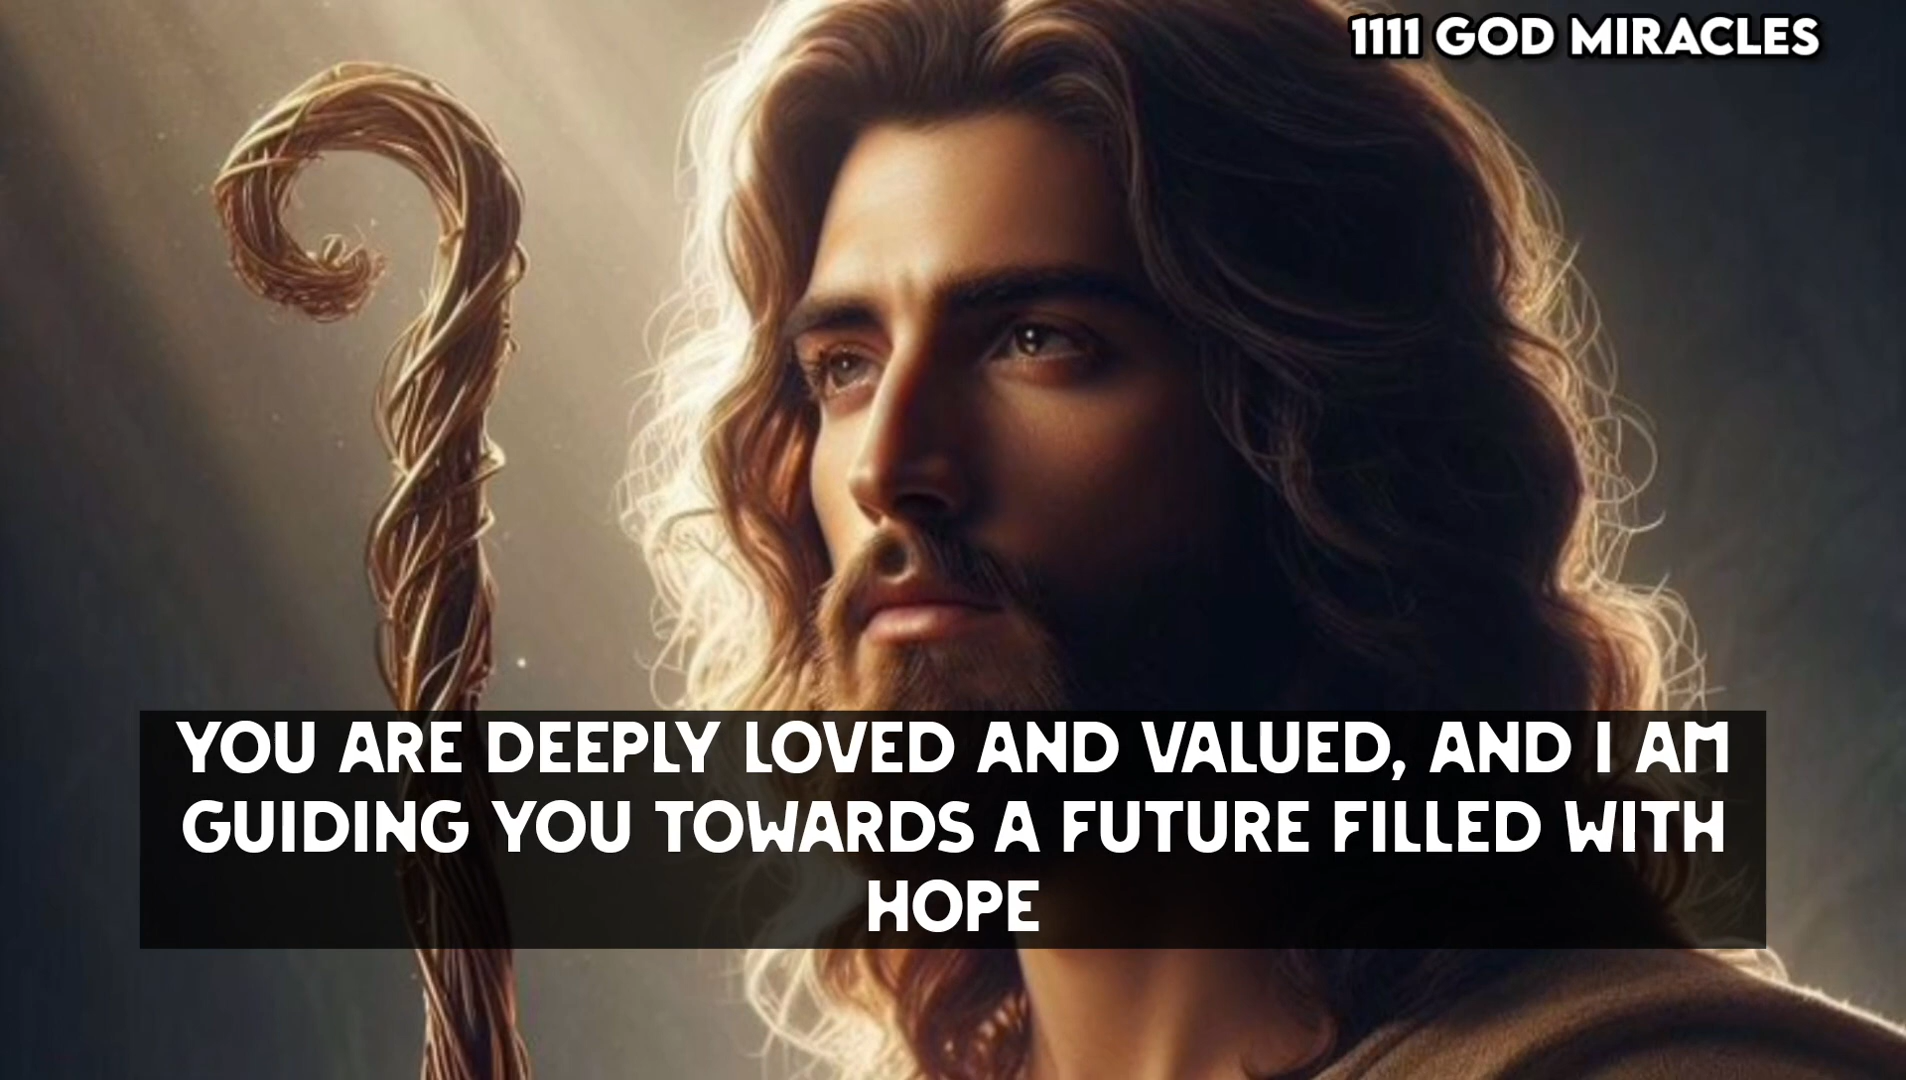 1111 GOD MIRACLES
YOU ARE DEEPLY LOVED AND VALUED, AND I AM
GUIDING YOU TOWARDS A FUTURE FILLED WITH
HOPE